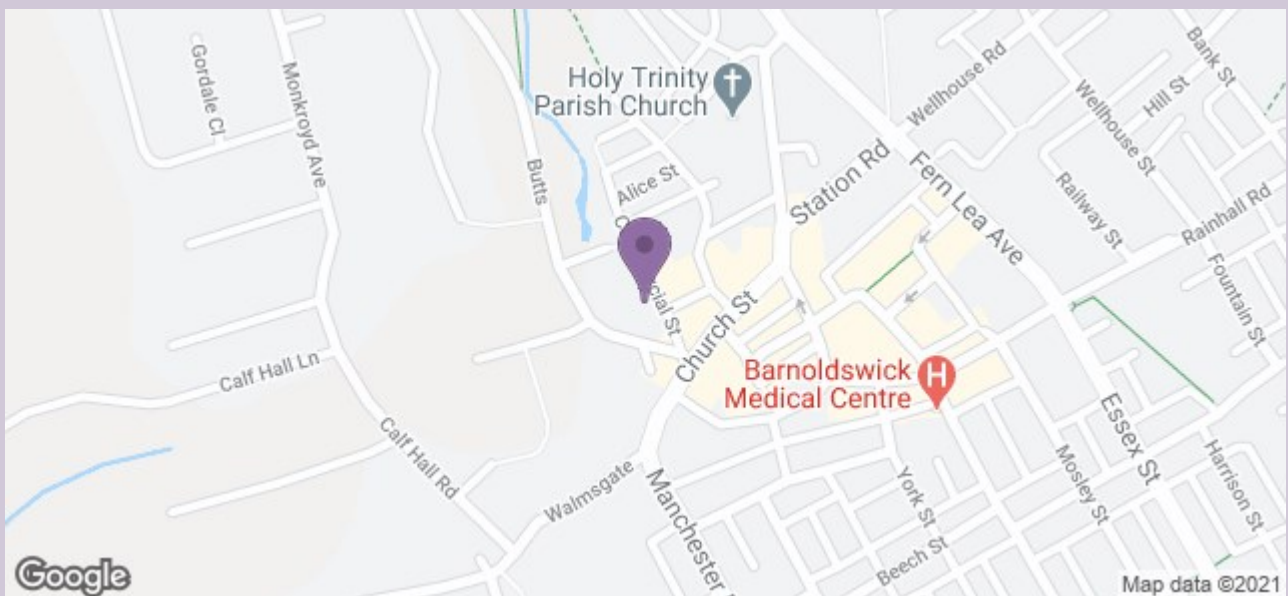 Gordale Cl
Monkroyd Ave
Holy Trinity
Parish Church
Butts
Alice St
Station Rd
Wellhouse Rd
Fern Lea Ave
Bank St
Hill St
Wellhouse St
Railway St
Rainhall Rd
Fountain St
cial St
Church St
Calf Hall Ln
Calf Hall Rd
Barnoldswick
Medical Centre
H
Essex St
Walmsgate
Manchester
York St
Mosley St
Beech St
Harrison St
Google
Map data ©2021